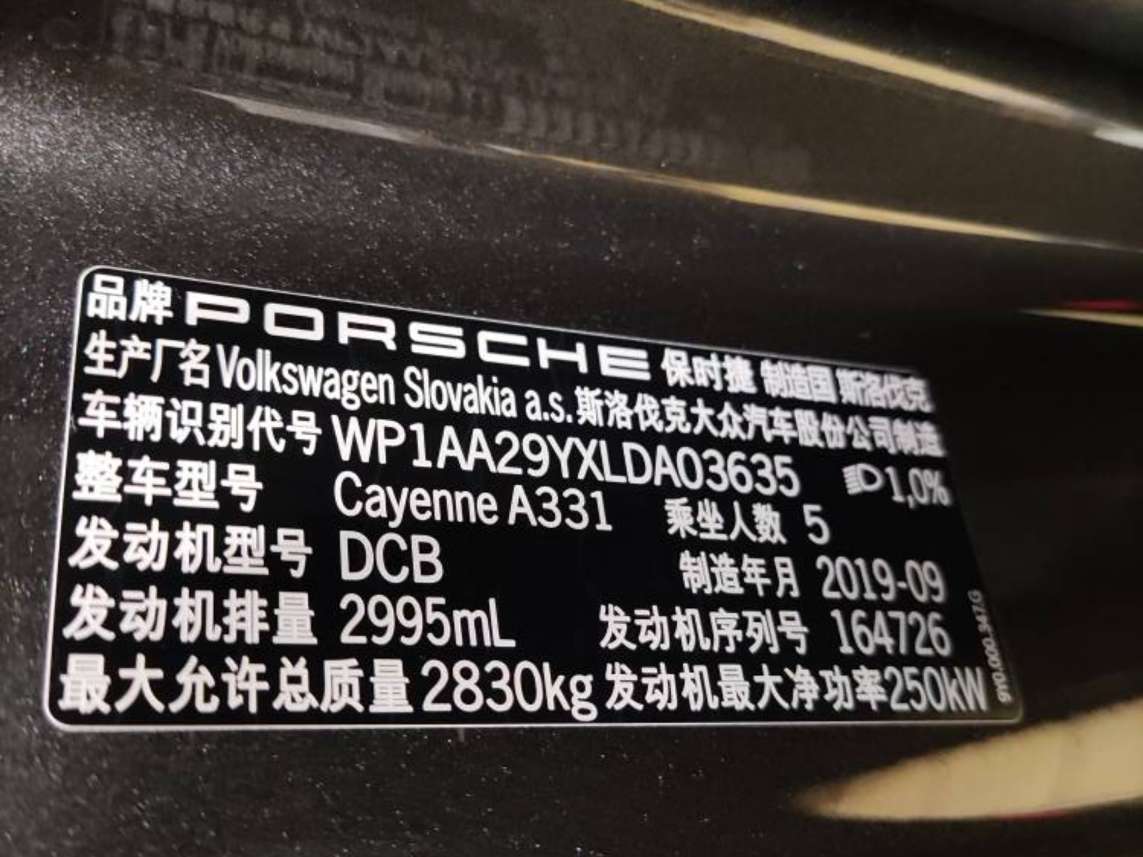 品牌 PORSCHE 保时捷 制造国 斯洛伐克
生产厂名 Volkswagen Slovakia a.s. 斯洛伐克大众汽车股份公司制造
车辆识别代号 WP1AA29YXLDA03635 1,0%
整车型号 Cayenne A331 乘坐人数 5
发动机型号 DCB 制造年月 2019-09
发动机排量 2995mL 发动机序列号 164726
最大允许总质量 2830kg 发动机最大净功率 250kW
9Y0.000.347.G